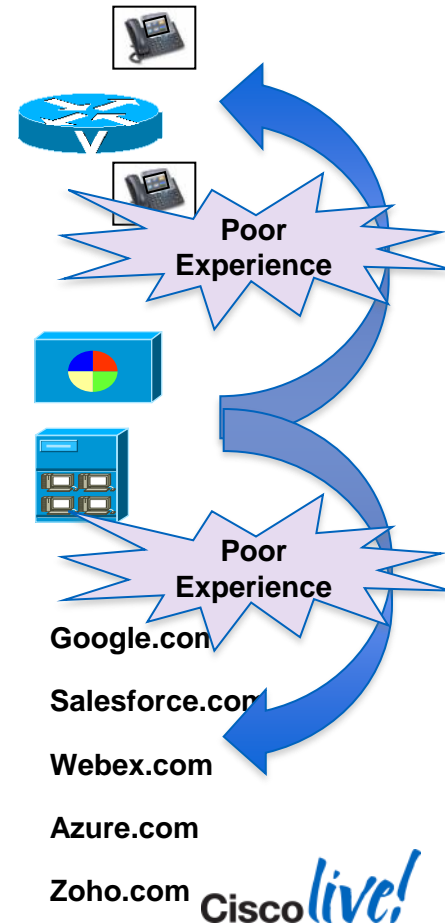 V
Poor
Experience
Poor
Experience
Google.com
Salesforce.com
Webex.com
Azure.com
Zoho.com
Cisco live!